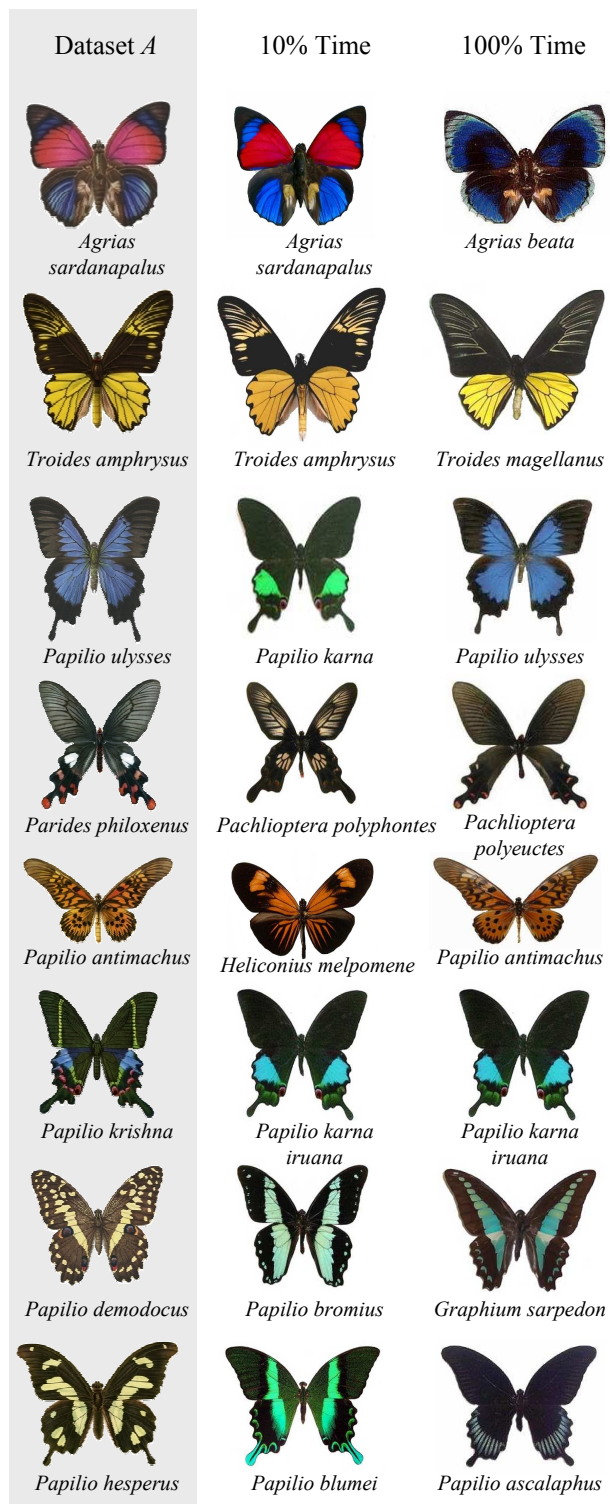 Dataset A 10% Time 100% Time
Agrias sardanapalus
Agrias sardanapalus
Agrias beata
Troides amphrysus Troides amphrysus Troides magellanus
Papilio ulysses Papilio karna Papilio ulysses
Parides philoxenus Pachlioptera polyphontes Pachlioptera polyeuctes
Papilio antimachus Heliconius melpomene Papilio antimachus
Papilio krishna
Papilio karna iruana
Papilio karna iruana
Papilio demodocus Papilio bromius Graphium sarpedon
Papilio hesperus Papilio blumei Papilio ascalaphus